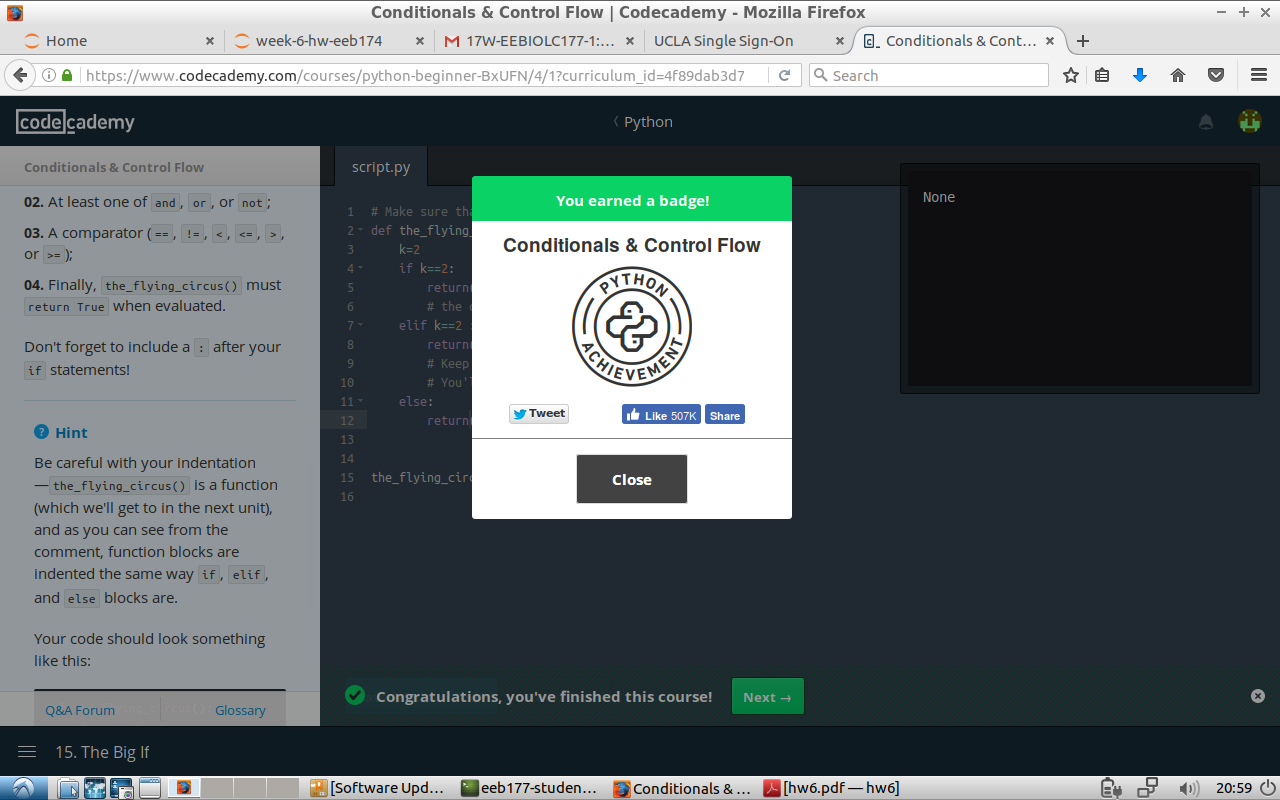 Conditionals & Control Flow | Codecademy - Mozilla Firefox
Home
week-6-hw-eeb174
17W-EEBIOLC177-1:...
UCLA Single Sign-On
Conditionals & Cont...
https://www.codecademy.com/courses/python-beginner-BxUFN/4/1?curriculum_id=4f89dab3d7
Search
codecademy
Python
Conditionals & Control Flow
02. At least one of and, or, or not;
03. A comparator (==, !=, <, <=, >,
or >=);
04. Finally, the_flying_circus() must
return True when evaluated.
Don't forget to include a : after your
if statements!
Hint
Be careful with your indentation
—the_flying_circus() is a function
(which we'll get to in the next unit),
and as you can see from the
comment, function blocks are
indented the same way if, elif,
and else blocks are.
Your code should look something
like this:
Q&A Forum
Glossary
script.py
1 # Make sure tha
2 def the_flying_
3 k=2
4 if k==2:
5 return(
6 # the
7 elif k==2
8 return(
9 # Keep
10 # You'
11 else:
12 return(
13
14
15 the_flying_circ
16
None
You earned a badge!
Conditionals & Control Flow
PYTHON
ACHIEVEMENT
Tweet
Like 507K
Share
Close
Congratulations, you've finished this course!
Next →
15. The Big If
[Software Upd...
eeb177-studen...
Conditionals & ...
[hw6.pdf — hw6]
20:59